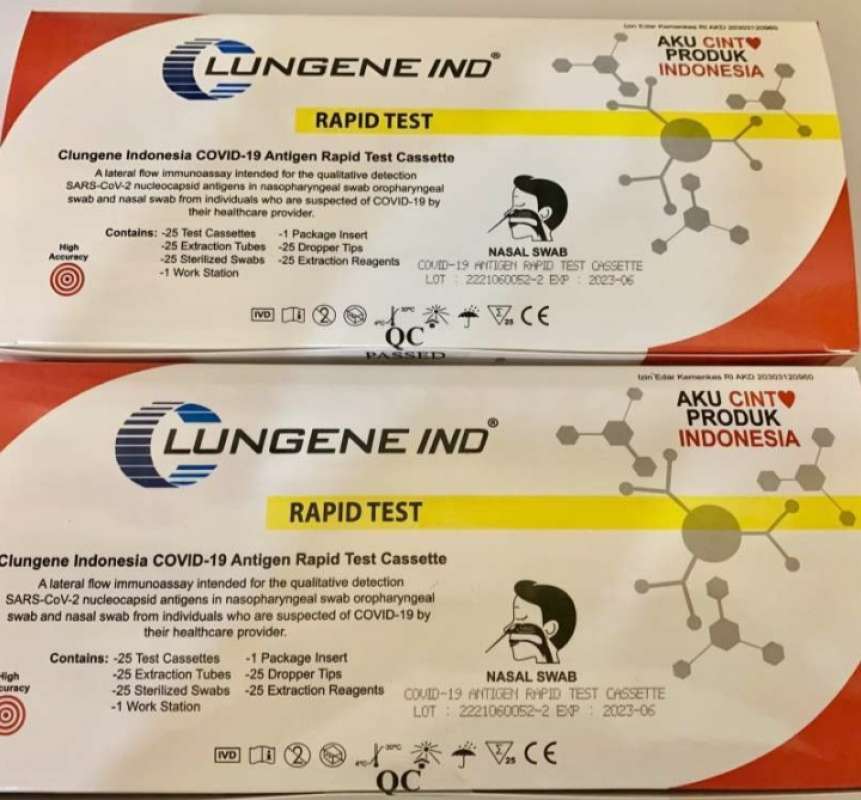 Izin Edar Kemenkes RI AKD 20303120960
CLUNGENE IND®
AKU CINT❤
PRODUK
INDONESIA
RAPID TEST
Clungene Indonesia COVID-19 Antigen Rapid Test Cassette
A lateral flow immunoassay intended for the qualitative detection
SARS-CoV-2 nucleocapsid antigens in nasopharyngeal swab oropharyngeal
swab and nasal swab from individuals who are suspected of COVID-19 by
their healthcare provider.
Contains: -25 Test Cassettes -1 Package Insert
-25 Extraction Tubes -25 Dropper Tips
-25 Sterilized Swabs -25 Extraction Reagents
-1 Work Station
High
Accuracy
NASAL SWAB
COVID-19 ANTIGEN RAPID TEST CASSETTE
LOT : 2221060052-2 EXP : 2023-06
IVD 4°C 30°C 25 CE
QC
PASSED
Izin Edar Kemenkes RI AKD 20303120960
CLUNGENE IND®
AKU CINT❤
PRODUK
INDONESIA
RAPID TEST
Clungene Indonesia COVID-19 Antigen Rapid Test Cassette
A lateral flow immunoassay intended for the qualitative detection
SARS-CoV-2 nucleocapsid antigens in nasopharyngeal swab oropharyngeal
swab and nasal swab from individuals who are suspected of COVID-19 by
their healthcare provider.
Contains: -25 Test Cassettes -1 Package Insert
-25 Extraction Tubes -25 Dropper Tips
-25 Sterilized Swabs -25 Extraction Reagents
-1 Work Station
High
curacy
NASAL SWAB
COVID-19 ANTIGEN RAPID TEST CASSETTE
LOT : 2221060052-2 EXP : 2023-06
IVD 4°C 30°C 25 CE
QC